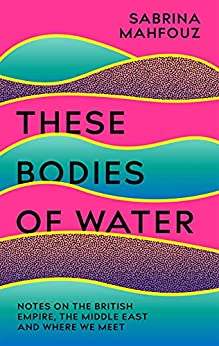 SABRINA
MAHFOUZ
THESE
BODIES
OF WATER
NOTES ON THE BRITISH
EMPIRE, THE MIDDLE EAST
AND WHERE WE MEET